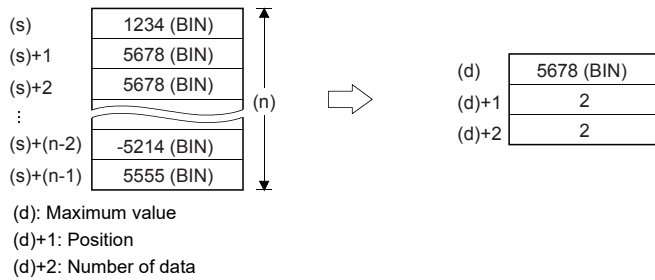 (s) 1234 (BIN)
(s)+1 5678 (BIN)
(s)+2 5678 (BIN)
⋮
(s)+(n-2) -5214 (BIN)
(s)+(n-1) 5555 (BIN)
(n)
(d) 5678 (BIN)
(d)+1 2
(d)+2 2
(d): Maximum value
(d)+1: Position
(d)+2: Number of data